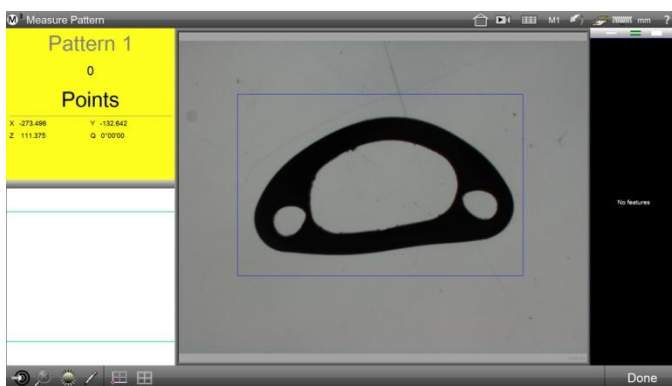 M³ Measure Pattern
M1
mm
?
Pattern 1
0
Points
X -273.496 Y -132.642
Z 111.375 Q 0°00'00
No features
Done